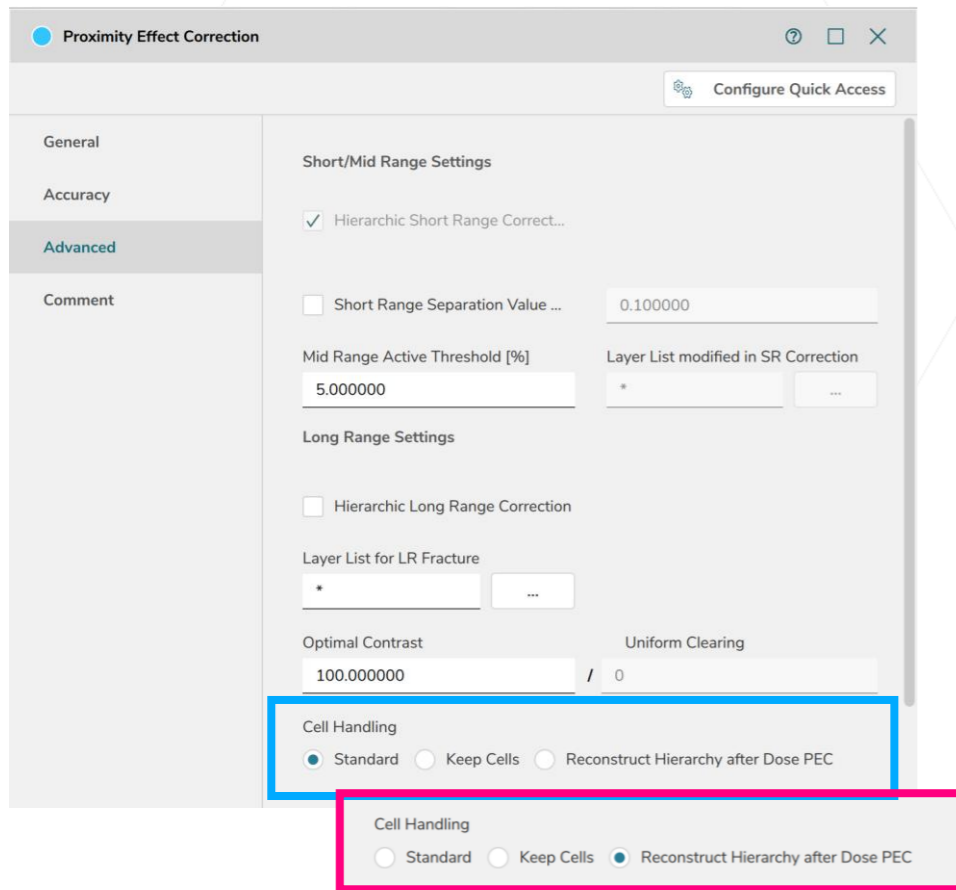 Proximity Effect Correction
Configure Quick Access
General
Accuracy
Advanced
Comment
Short/Mid Range Settings
Hierarchic Short Range Correct...
Short Range Separation Value ... 0.100000
Mid Range Active Threshold [%] Layer List modified in SR Correction
5.000000 * ...
Long Range Settings
Hierarchic Long Range Correction
Layer List for LR Fracture
* ...
Optimal Contrast Uniform Clearing
100.000000 / 0
Cell Handling
Standard Keep Cells Reconstruct Hierarchy after Dose PEC
Cell Handling
Standard Keep Cells Reconstruct Hierarchy after Dose PEC